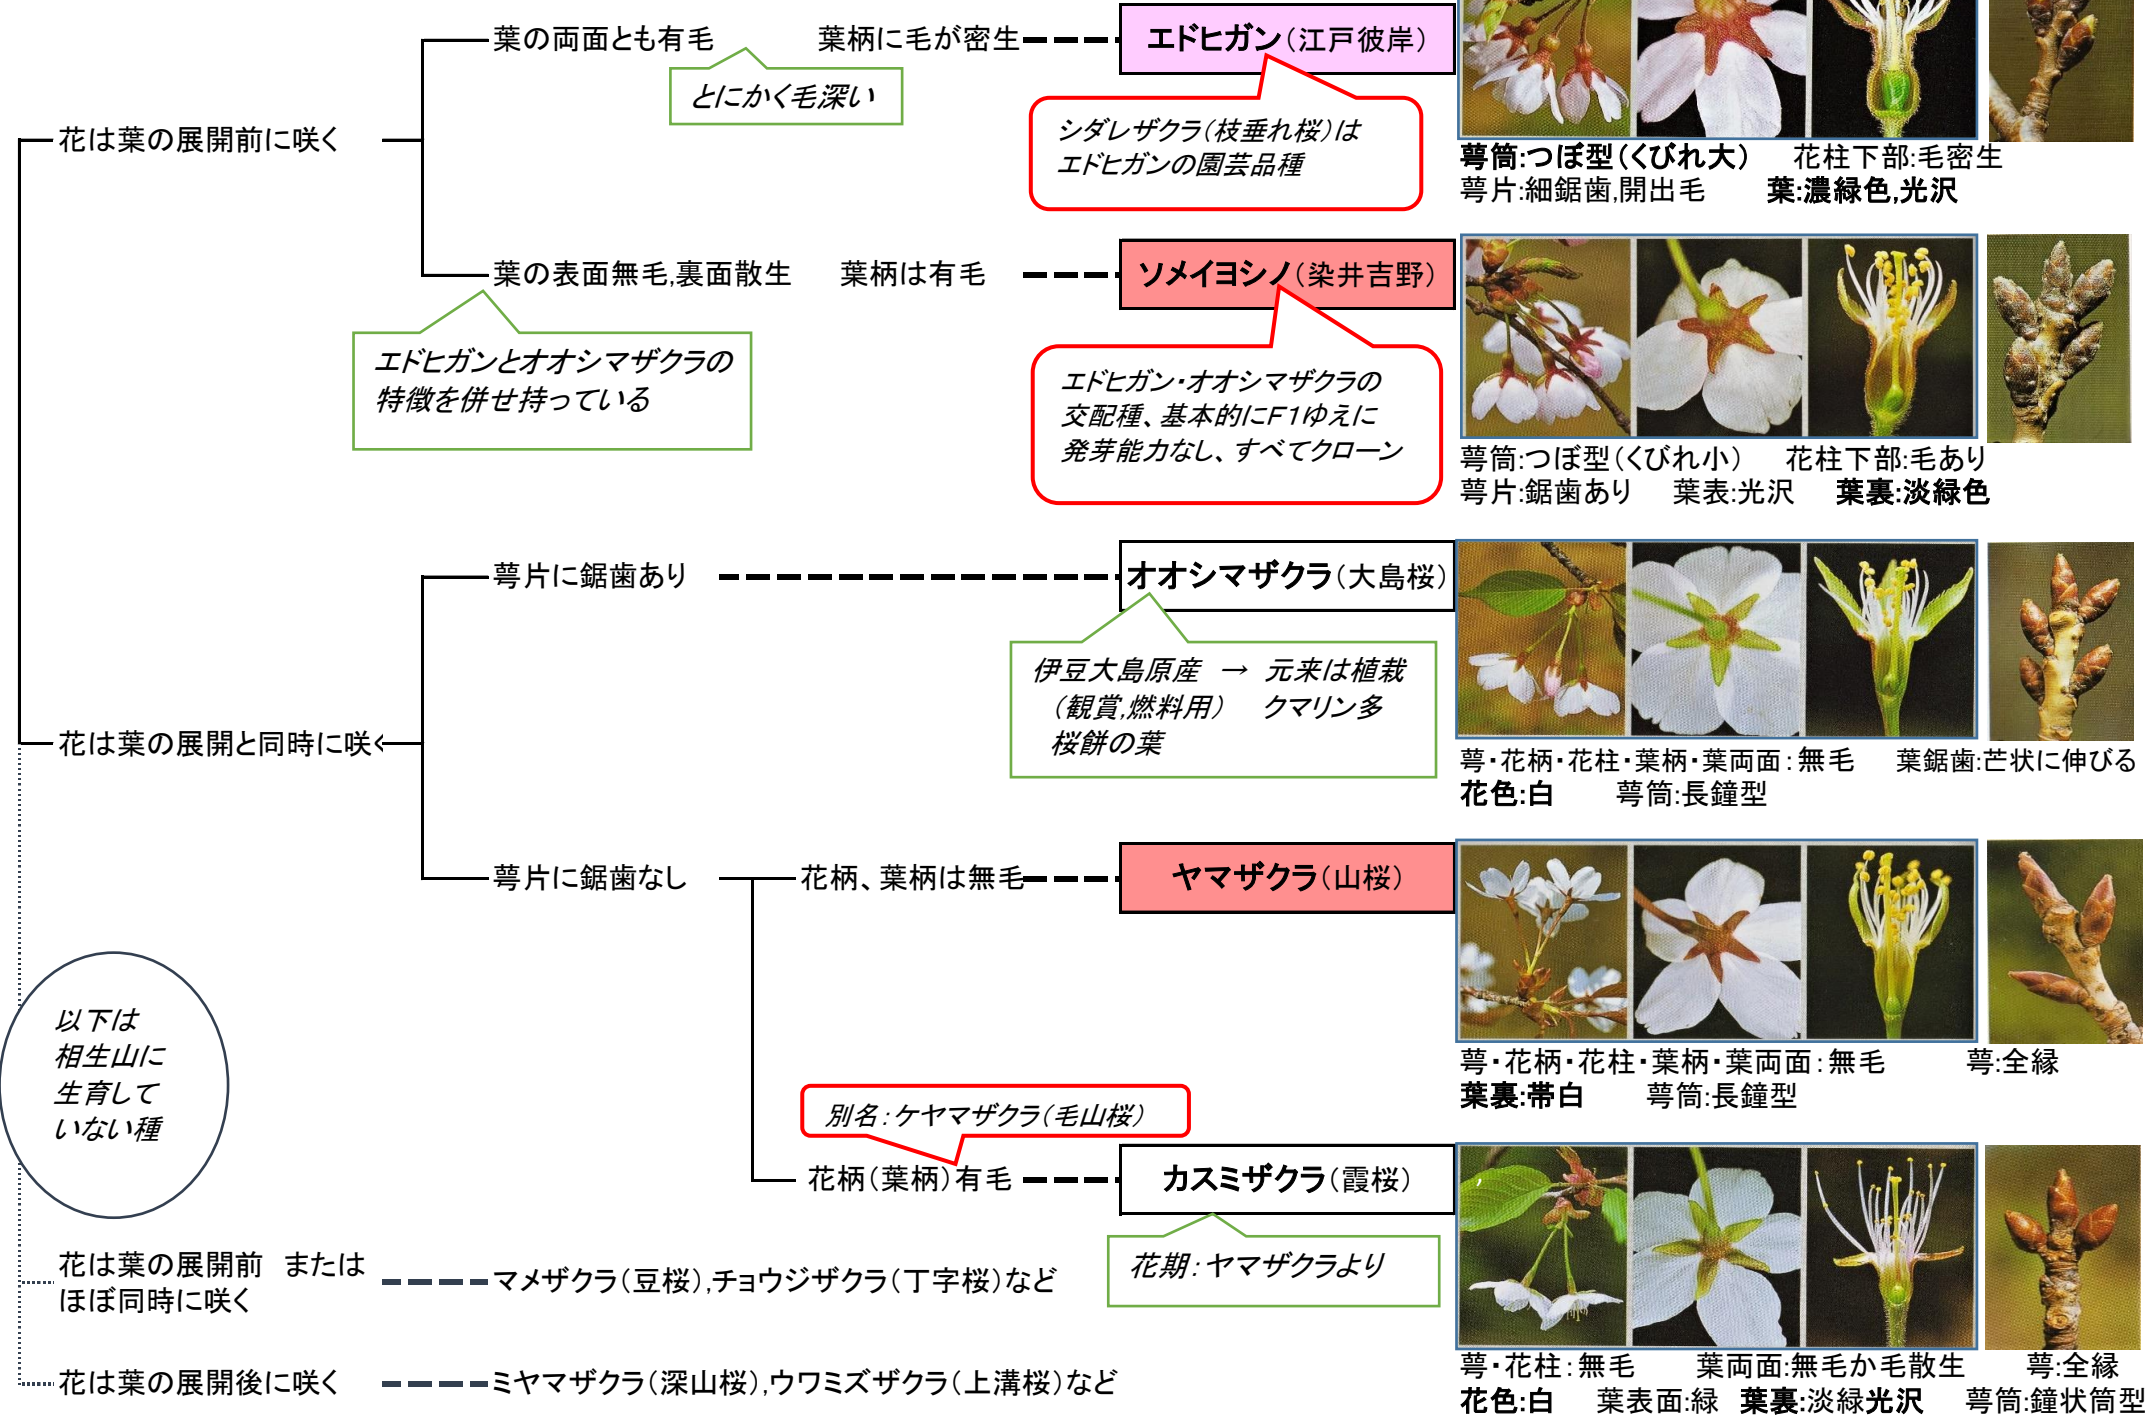 葉の両面とも有毛 葉柄に毛が密生 エドヒガン（江戸彼岸）
とにかく毛深い
花は葉の展開前に咲く
シダレザクラ（枝垂れ桜）は
エドヒガンの園芸品種
萼筒:つぼ型（くびれ大） 花柱下部:毛密生
萼片:細鋸歯,開出毛 葉:濃緑色,光沢
葉の表面無毛,裏面散生 葉柄は有毛 ソメイヨシノ（染井吉野）
エドヒガンとオオシマザクラの
特徴を併せ持っている
エドヒガン・オオシマザクラの
交配種、基本的にF1ゆえに
発芽能力なし、すべてクローン
萼筒:つぼ型（くびれ小） 花柱下部:毛あり
萼片:鋸歯あり 葉表:光沢 葉裏:淡緑色
萼片に鋸歯あり オオシマザクラ（大島桜）
伊豆大島原産 → 元来は植栽
（観賞,燃料用） クマリン多
桜餅の葉
花は葉の展開と同時に咲く
萼・花柄・花柱・葉柄・葉両面：無毛 葉鋸歯:芒状に伸びる
花色:白 萼筒:長鐘型
萼片に鋸歯なし 花柄、葉柄は無毛 ヤマザクラ（山桜）
以下は
相生山に
生育して
いない種
萼・花柄・花柱・葉柄・葉両面：無毛 萼:全縁
葉裏:帯白 萼筒:長鐘型
別名：ケヤマザクラ（毛山桜）
花柄（葉柄）有毛 カスミザクラ（霞桜）
花期：ヤマザクラより
花は葉の展開前 または
ほぼ同時に咲く
マメザクラ（豆桜）,チョウジザクラ（丁字桜）など
花は葉の展開後に咲く ミヤマザクラ（深山桜）,ウワミズザクラ（上溝桜）など
萼・花柱：無毛 葉両面:無毛か毛散生 萼:全縁
花色:白 葉表面:緑 葉裏:淡緑光沢 萼筒:鐘状筒型